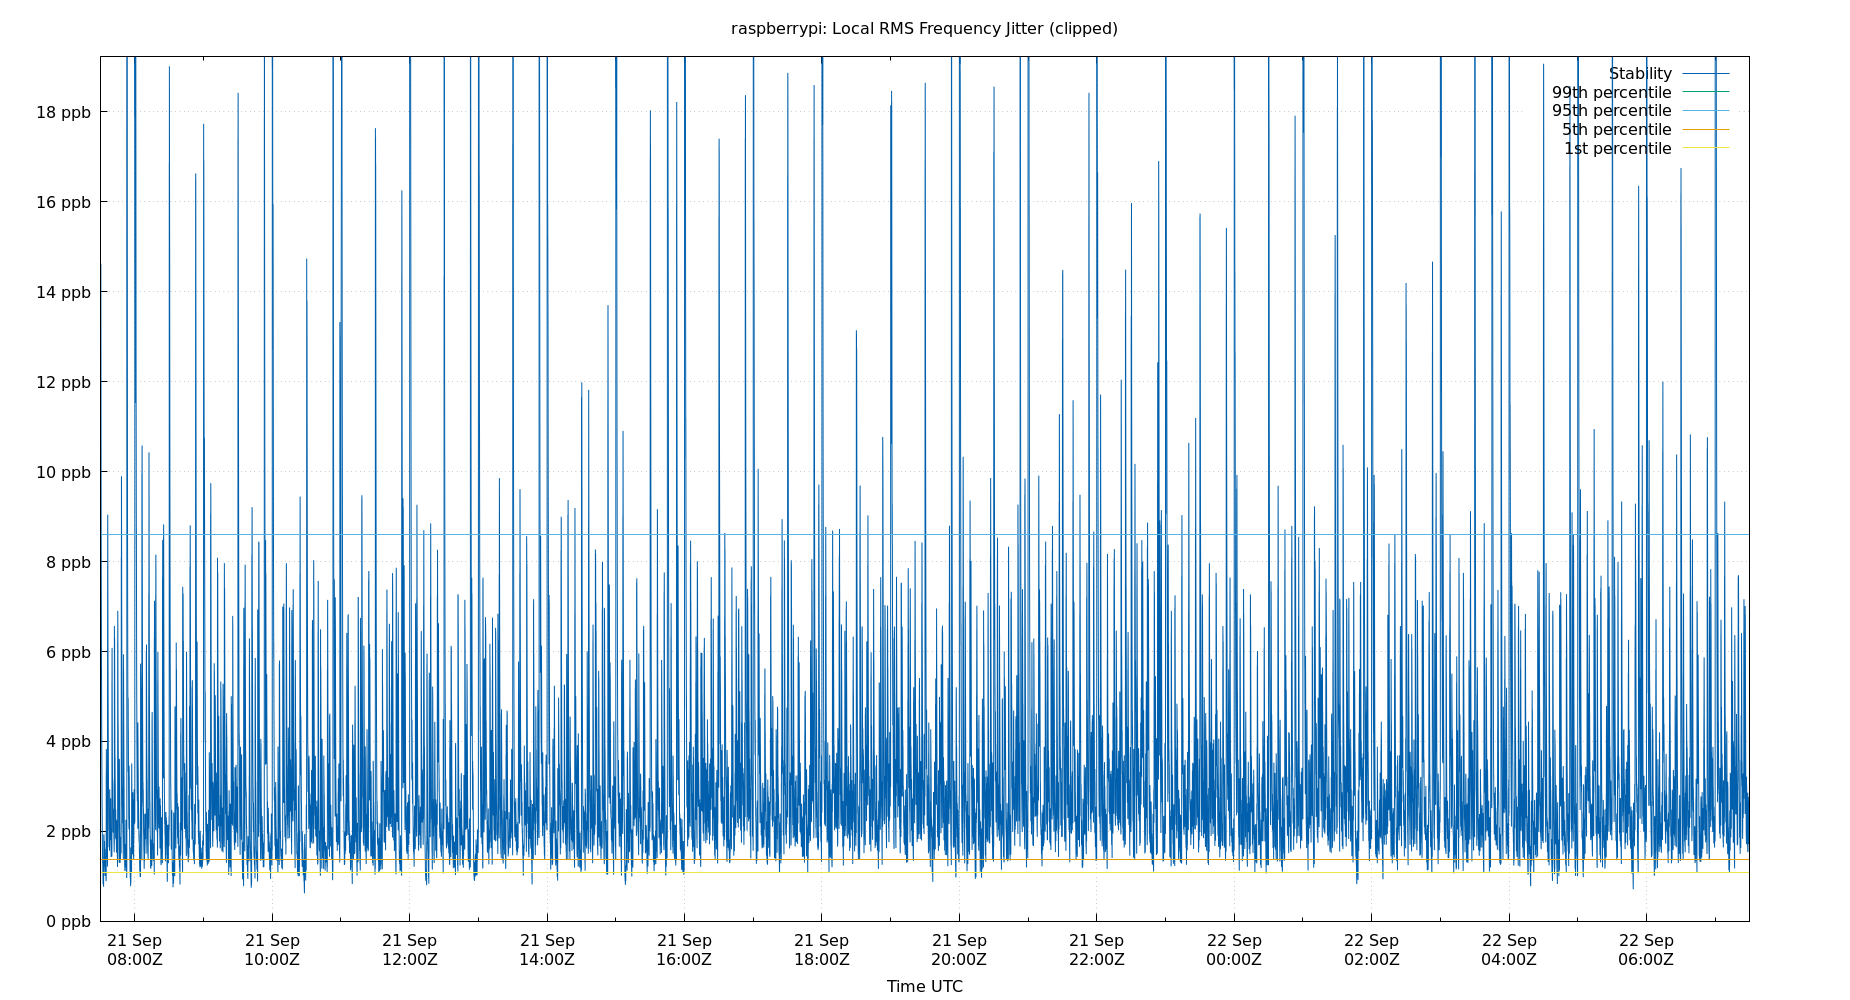 raspberrypi: Local RMS Frequency Jitter (clipped)
Stability
99th percentile
95th percentile
5th percentile
1st percentile
18 ppb
16 ppb
14 ppb
12 ppb
10 ppb
8 ppb
6 ppb
4 ppb
2 ppb
0 ppb
21 Sep 21 Sep 21 Sep 21 Sep 21 Sep 21 Sep 21 Sep 21 Sep 22 Sep 22 Sep 22 Sep 22 Sep
08:00Z 10:00Z 12:00Z 14:00Z 16:00Z 18:00Z 20:00Z 22:00Z 00:00Z 02:00Z 04:00Z 06:00Z
Time UTC